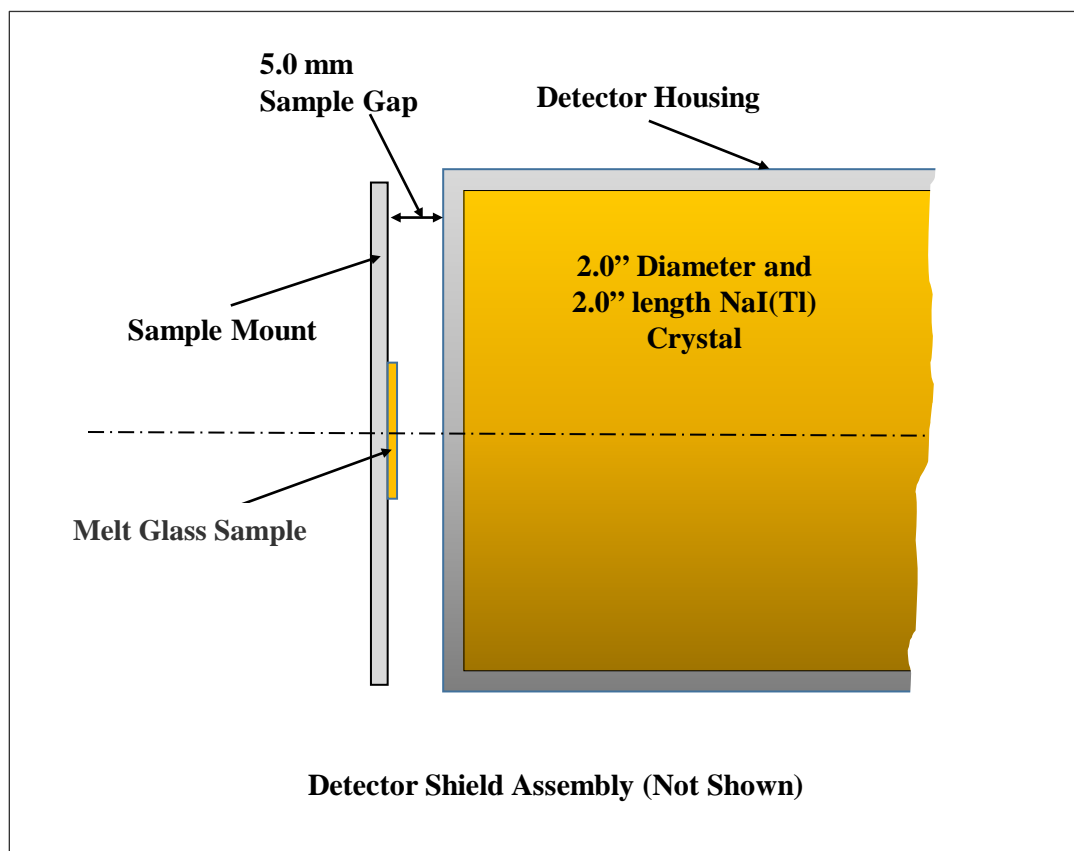 5.0 mm
Sample Gap
Detector Housing
2.0” Diameter and
2.0” length NaI(Tl)
Crystal
Sample Mount
Melt Glass Sample
Detector Shield Assembly (Not Shown)